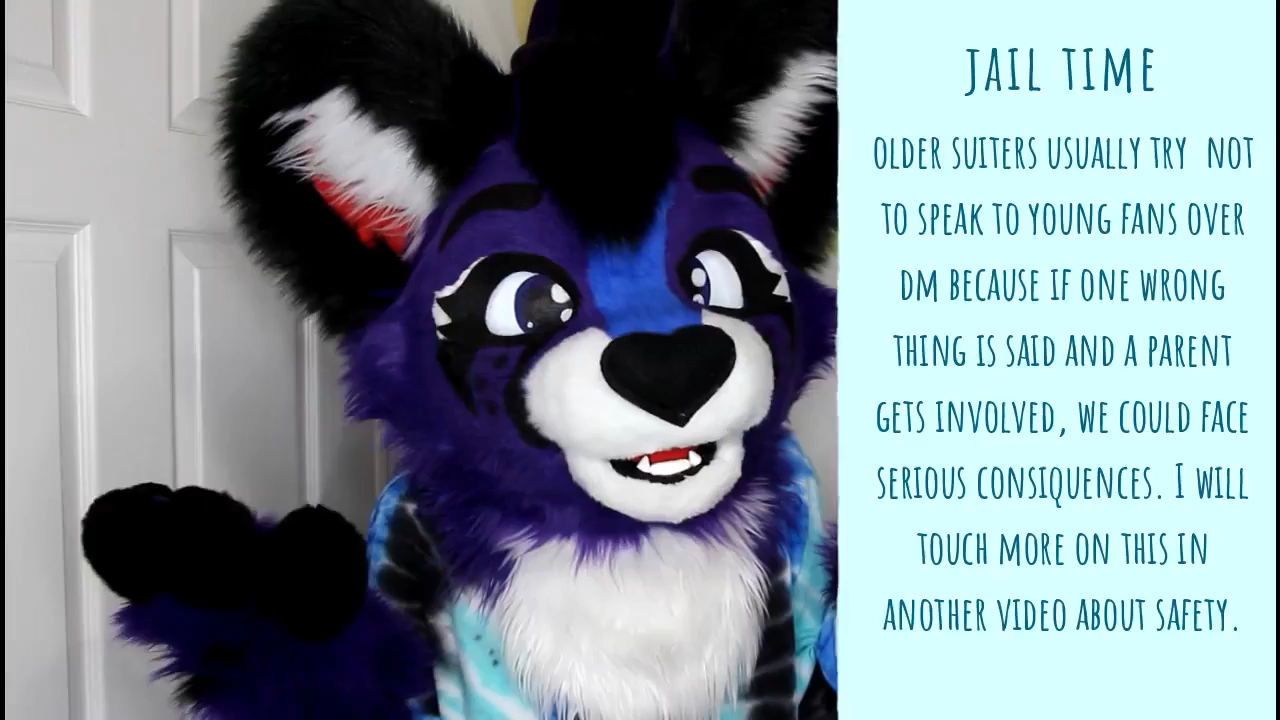 JAIL TIME
OLDER SUITERS USUALLY TRY NOT
TO SPEAK TO YOUNG FANS OVER
DM BECAUSE IF ONE WRONG
THING IS SAID AND A PARENT
GETS INVOLVED, WE COULD FACE
SERIOUS CONSIQUENCES. I WILL
TOUCH MORE ON THIS IN
ANOTHER VIDEO ABOUT SAFETY.